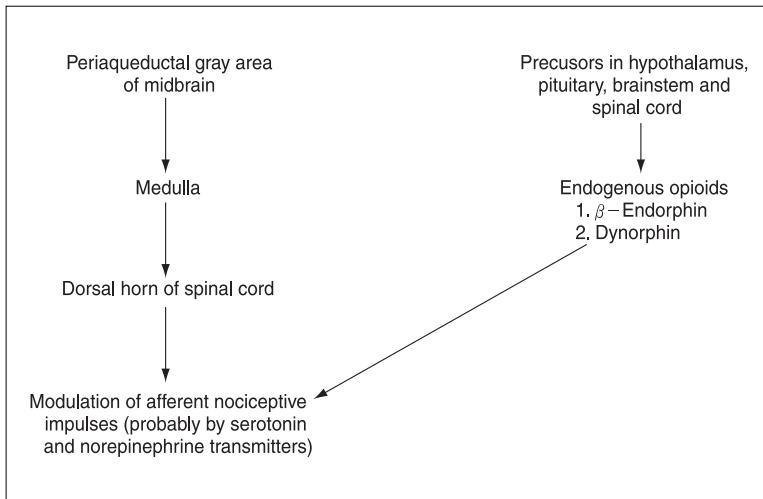 Periaqueductal gray area
of midbrain
Medulla
Dorsal horn of spinal cord
Modulation of afferent nociceptive
impulses (probably by serotonin
and norepinephrine transmitters)
Precusors in hypothalamus,
pituitary, brainstem and
spinal cord
Endogenous opioids
1. β−Endorphin
2. Dynorphin